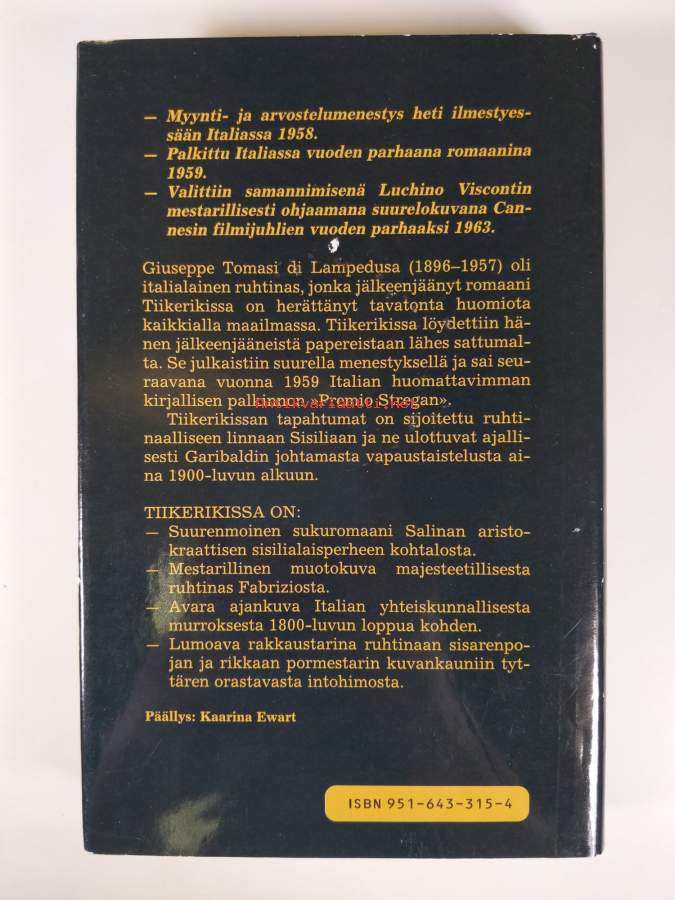 — Myynti- ja arvostelumenestys heti ilmestyes-
sään Italiassa 1958.
— Palkittu Italiassa vuoden parhaana romaanina
1959.
— Valittiin samannimisenä Luchino Viscontin
mestarillisesti ohjaamana suurelokuvana Can-
nesin filmijuhlien vuoden parhaaksi 1963.
Giuseppe Tomasi di Lampedusa (1896–1957) oli
italialainen ruhtinas, jonka jälkeenjäänyt romaani
Tiikerikissa on herättänyt tavatonta huomiota
kaikkialla maailmassa. Tiikerikissa löydettiin hä-
nen jälkeenjääneistä papereistaan lähes sattumal-
ta. Se julkaistiin suurella menestyksellä ja sai seu-
raavana vuonna 1959 Italian huomattavimman
kirjallisen palkinnon »Premio Stregan».
antikvariaatti.net
Tiikerikissan tapahtumat on sijoitettu ruhti-
naalliseen linnaan Sisiliaan ja ne ulottuvat ajalli-
sesti Garibaldin johtamasta vapaustaistelusta ai-
na 1900-luvun alkuun.
TIIKERIKISSA ON:
— Suurenmoinen sukuromaani Salinan aristo-
kraattisen sisilialaisperheen kohtalosta.
— Mestarillinen muotokuva majesteetillisesta
ruhtinas Fabriziosta.
— Avara ajankuva Italian yhteiskunnallisesta
murroksesta 1800-luvun loppua kohden.
— Lumoava rakkaustarina ruhtinaan sisarenpo-
jan ja rikkaan pormestarin kuvankauniin tyt-
tären orastavasta intohimosta.
Päällys: Kaarina Ewart
ISBN 951-643-315-4